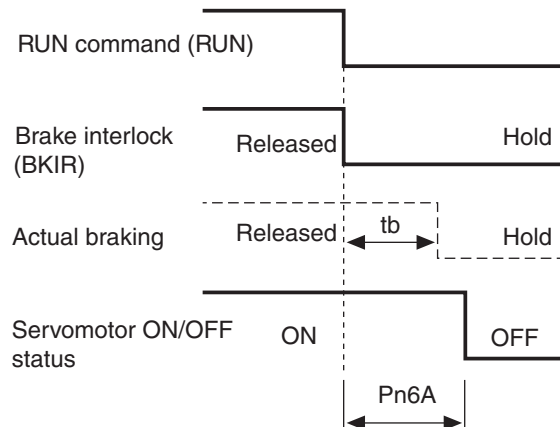 RUN command (RUN)
Brake interlock
(BKIR)
Released
Hold
Actual braking
Released
tb
Hold
Servomotor ON/OFF
status
ON
OFF
Pn6A